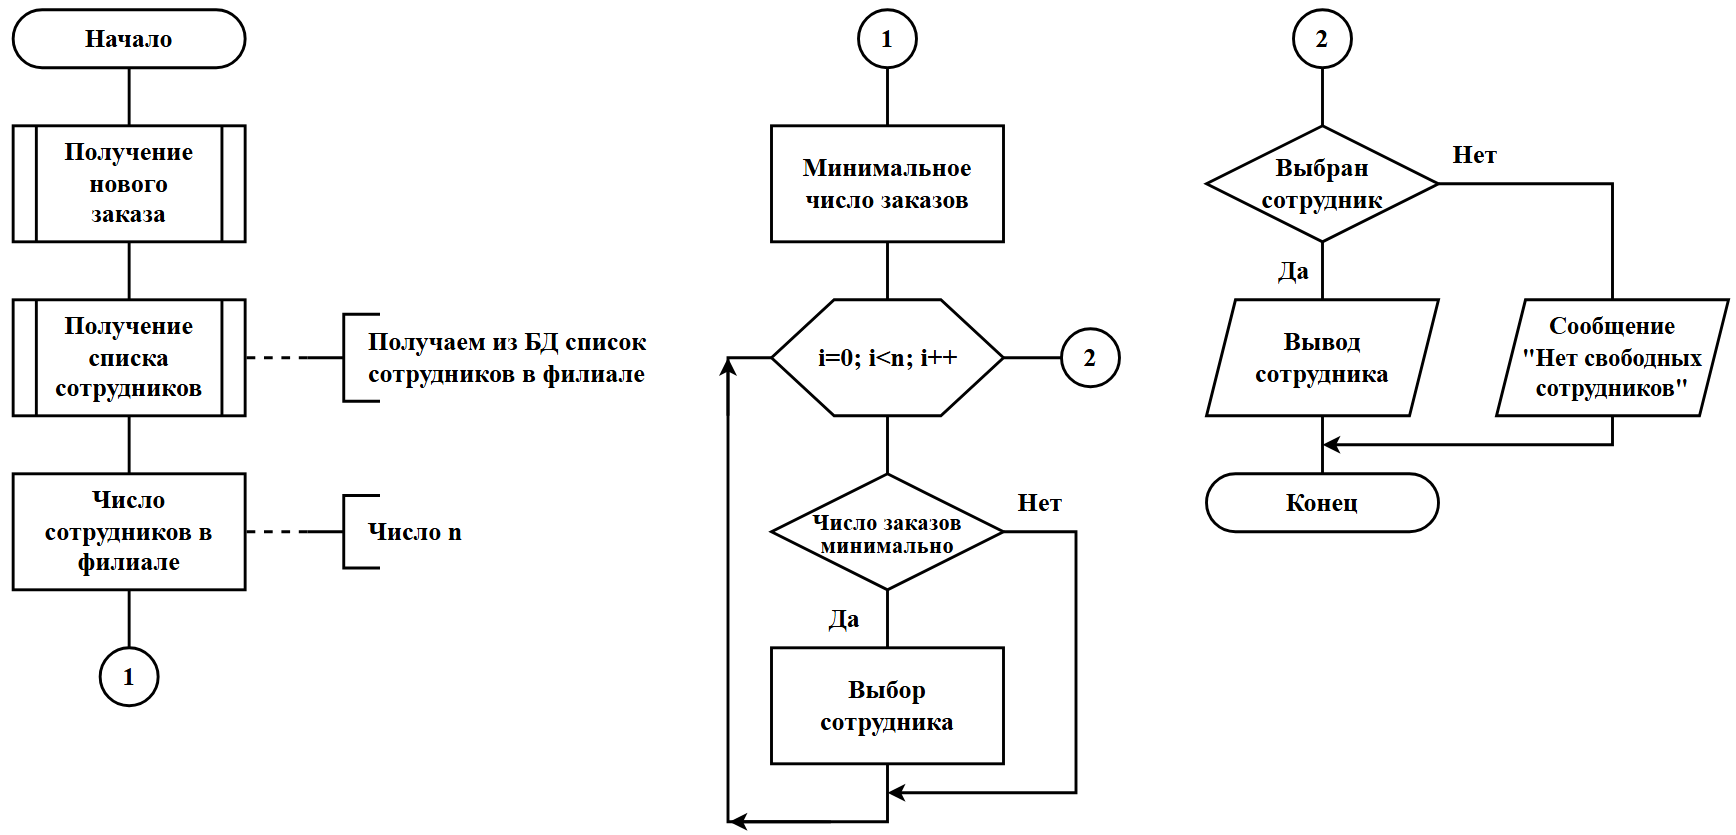 Начало
Получение
нового
заказа
Получение
списка
сотрудников
Получаем из БД список
сотрудников в филиале
Число
сотрудников в
филиале
Число n
1
1
Минимальное
число заказов
i=0; i<n; i++
2
Число заказов
минимально
Нет
Да
Выбор
сотрудника
2
Выбран
сотрудник
Нет
Да
Вывод
сотрудника
Сообщение
"Нет свободных
сотрудников"
Конец